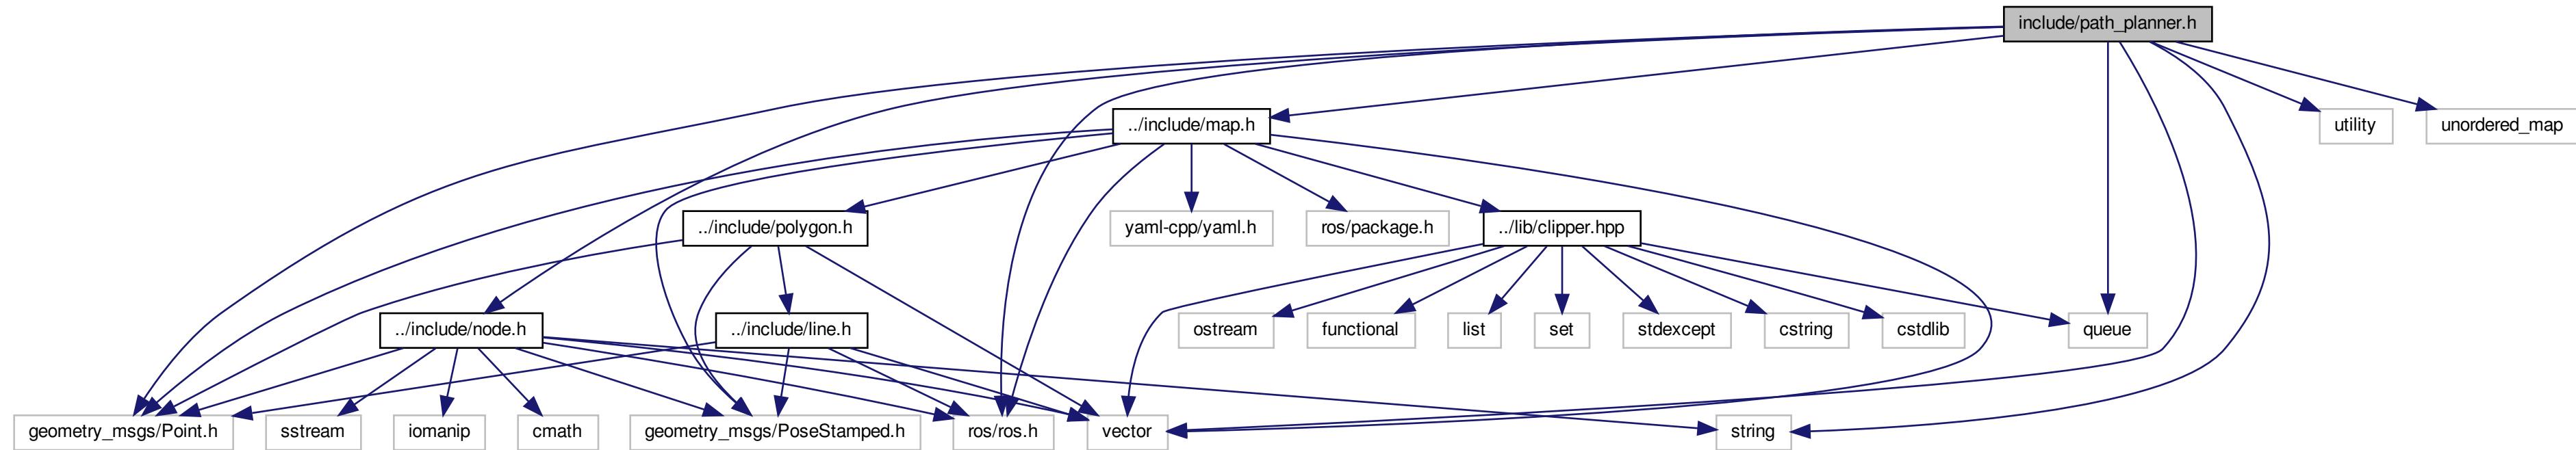 include/path_planner.h
../include/map.h
utility
unordered_map
../include/polygon.h
yaml-cpp/yaml.h
ros/package.h
../lib/clipper.hpp
../include/node.h
../include/line.h
ostream
functional
list
set
stdexcept
cstring
cstdlib
queue
geometry_msgs/Point.h
sstream
iomanip
cmath
geometry_msgs/PoseStamped.h
ros/ros.h
vector
string